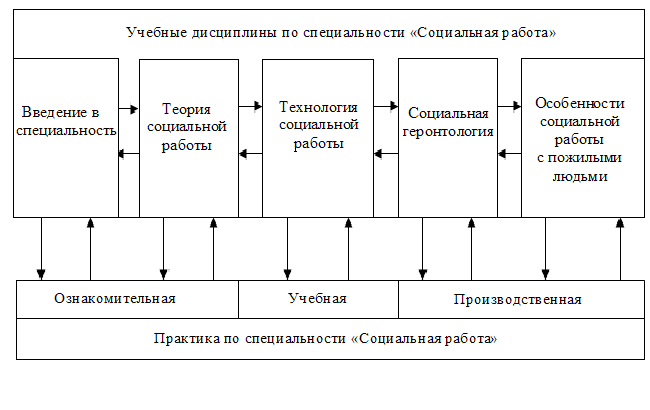 Учебные дисциплины по специальности «Социальная работа»
Введение в
специальность
Теория
социальной
работы
Технология
социальной
работы
Социальная
геронтология
Особенности
социальной
работы
с пожилыми
людьми
Ознакомительная
Учебная
Производственная
Практика по специальности «Социальная работа»